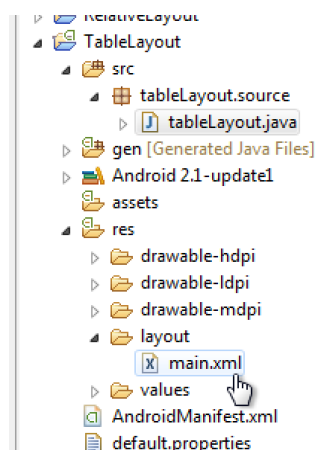 RelativeLayout
TableLayout
src
tableLayout.source
tableLayout.java
gen [Generated Java Files]
Android 2.1-update1
assets
res
drawable-hdpi
drawable-ldpi
drawable-mdpi
layout
main.xml
values
AndroidManifest.xml
default.properties